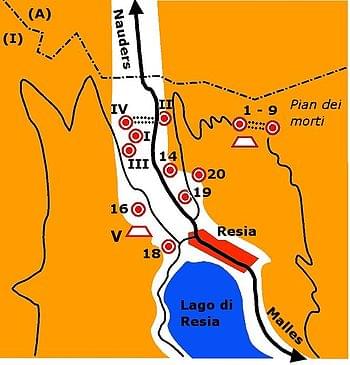 (A)
(I)
Nauders
IV
II
I
III
1 - 9
Pian dei
morti
14
20
19
16
V
18
Resia
Lago di
Resia
Malles